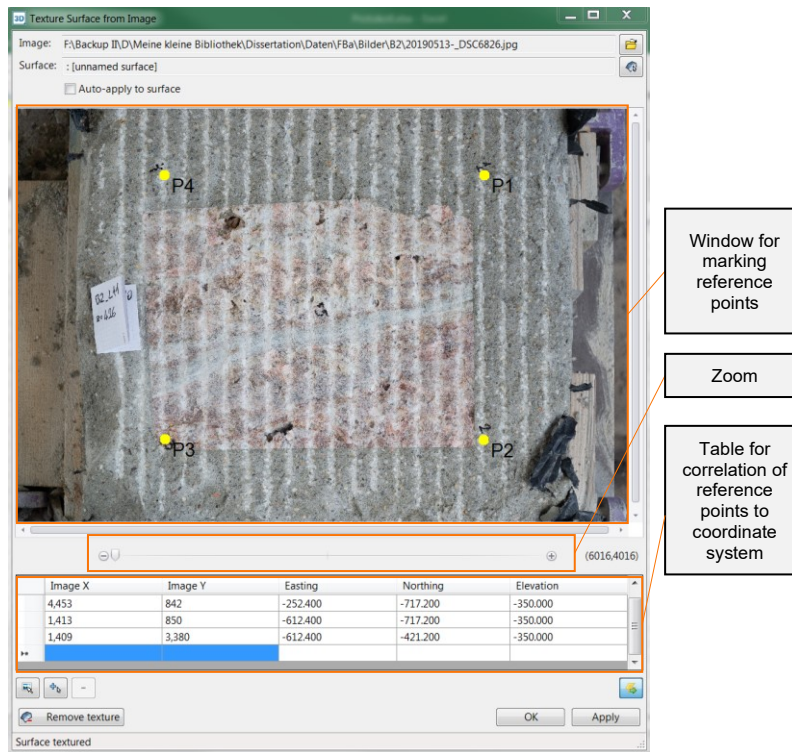 Texture Surface from Image
Image: F:\Backup II\D\Meine kleine Bibliothek\Dissertation\Daten\FBa\Bilder\B2\20190513-_DSC6826.jpg
Surface: : [unnamed surface]
Auto-apply to surface
P4
P1
P3
P2
Window for
marking
reference
points
Zoom
Table for
correlation of
reference
points to
coordinate
system
(6016,4016)
Image X Image Y Easting Northing Elevation
4,453 842 -252.400 -717.200 -350.000
1,413 850 -612.400 -717.200 -350.000
1,409 3,380 -612.400 -421.200 -350.000
Remove texture
OK Apply
Surface textured